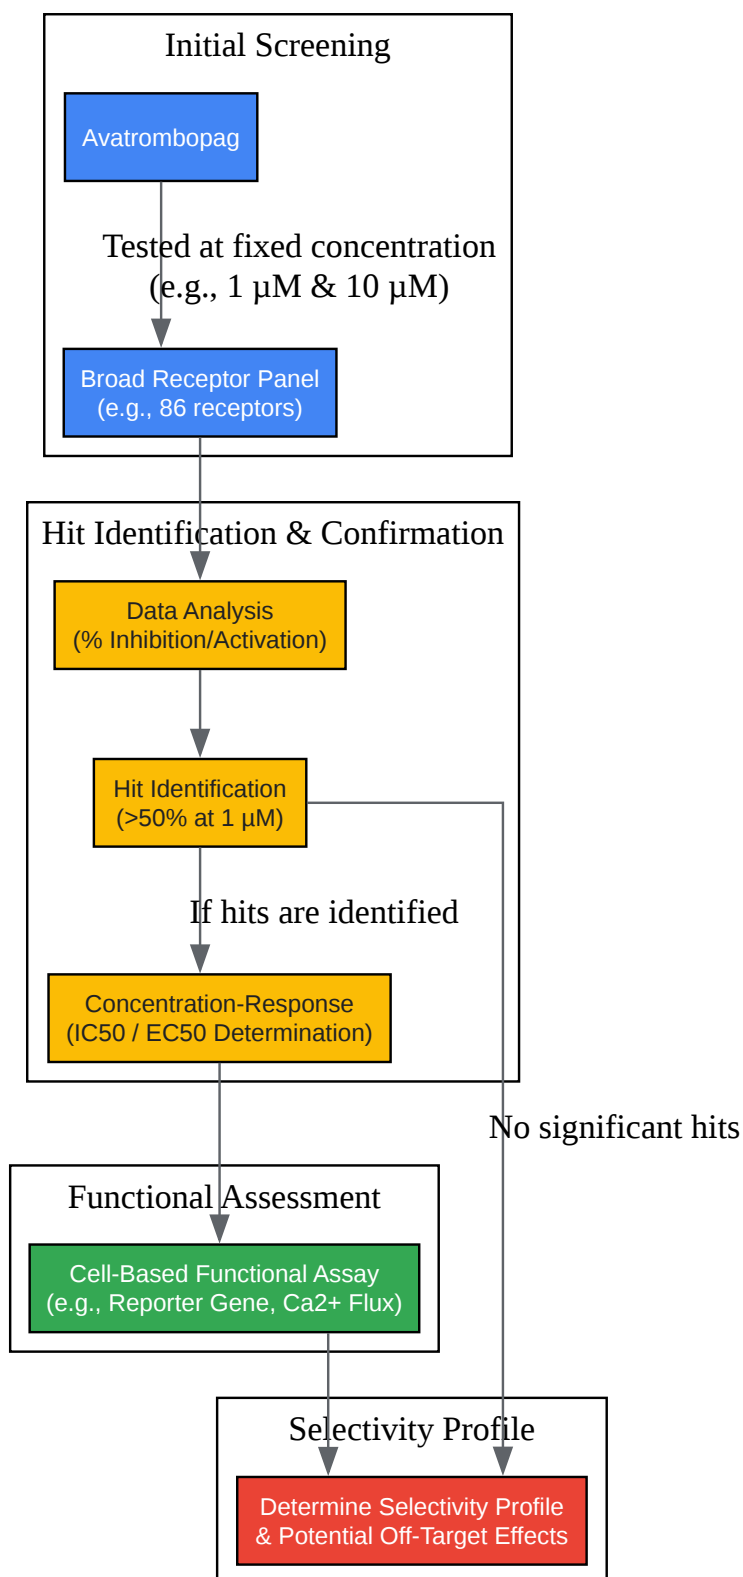 Initial Screening
Avatrombopag
Tested at fixed concentration
(e.g., 1 µM & 10 µM)
Broad Receptor Panel
(e.g., 86 receptors)
Hit Identification & Confirmation
Data Analysis
(% Inhibition/Activation)
Hit Identification
(>50% at 1 µM)
If hits are identified
Concentration-Response
(IC50 / EC50 Determination)
No significant hits
Functional Assessment
Cell-Based Functional Assay
(e.g., Reporter Gene, Ca2+ Flux)
Selectivity Profile
Determine Selectivity Profile
& Potential Off-Target Effects